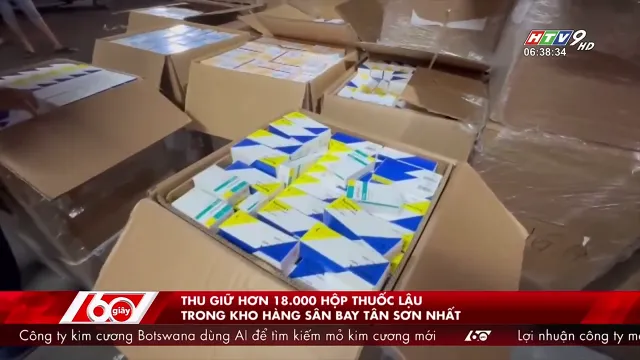 HTV9 HD
06:38:34
60 giây
THU GIỮ HƠN 18.000 HỘP THUỐC LẬU
TRONG KHO HÀNG SÂN BAY TÂN SƠN NHẤT
Công ty kim cương Botswana dùng AI để tìm kiếm mỏ kim cương mới 60 Lợi nhuận công ty m